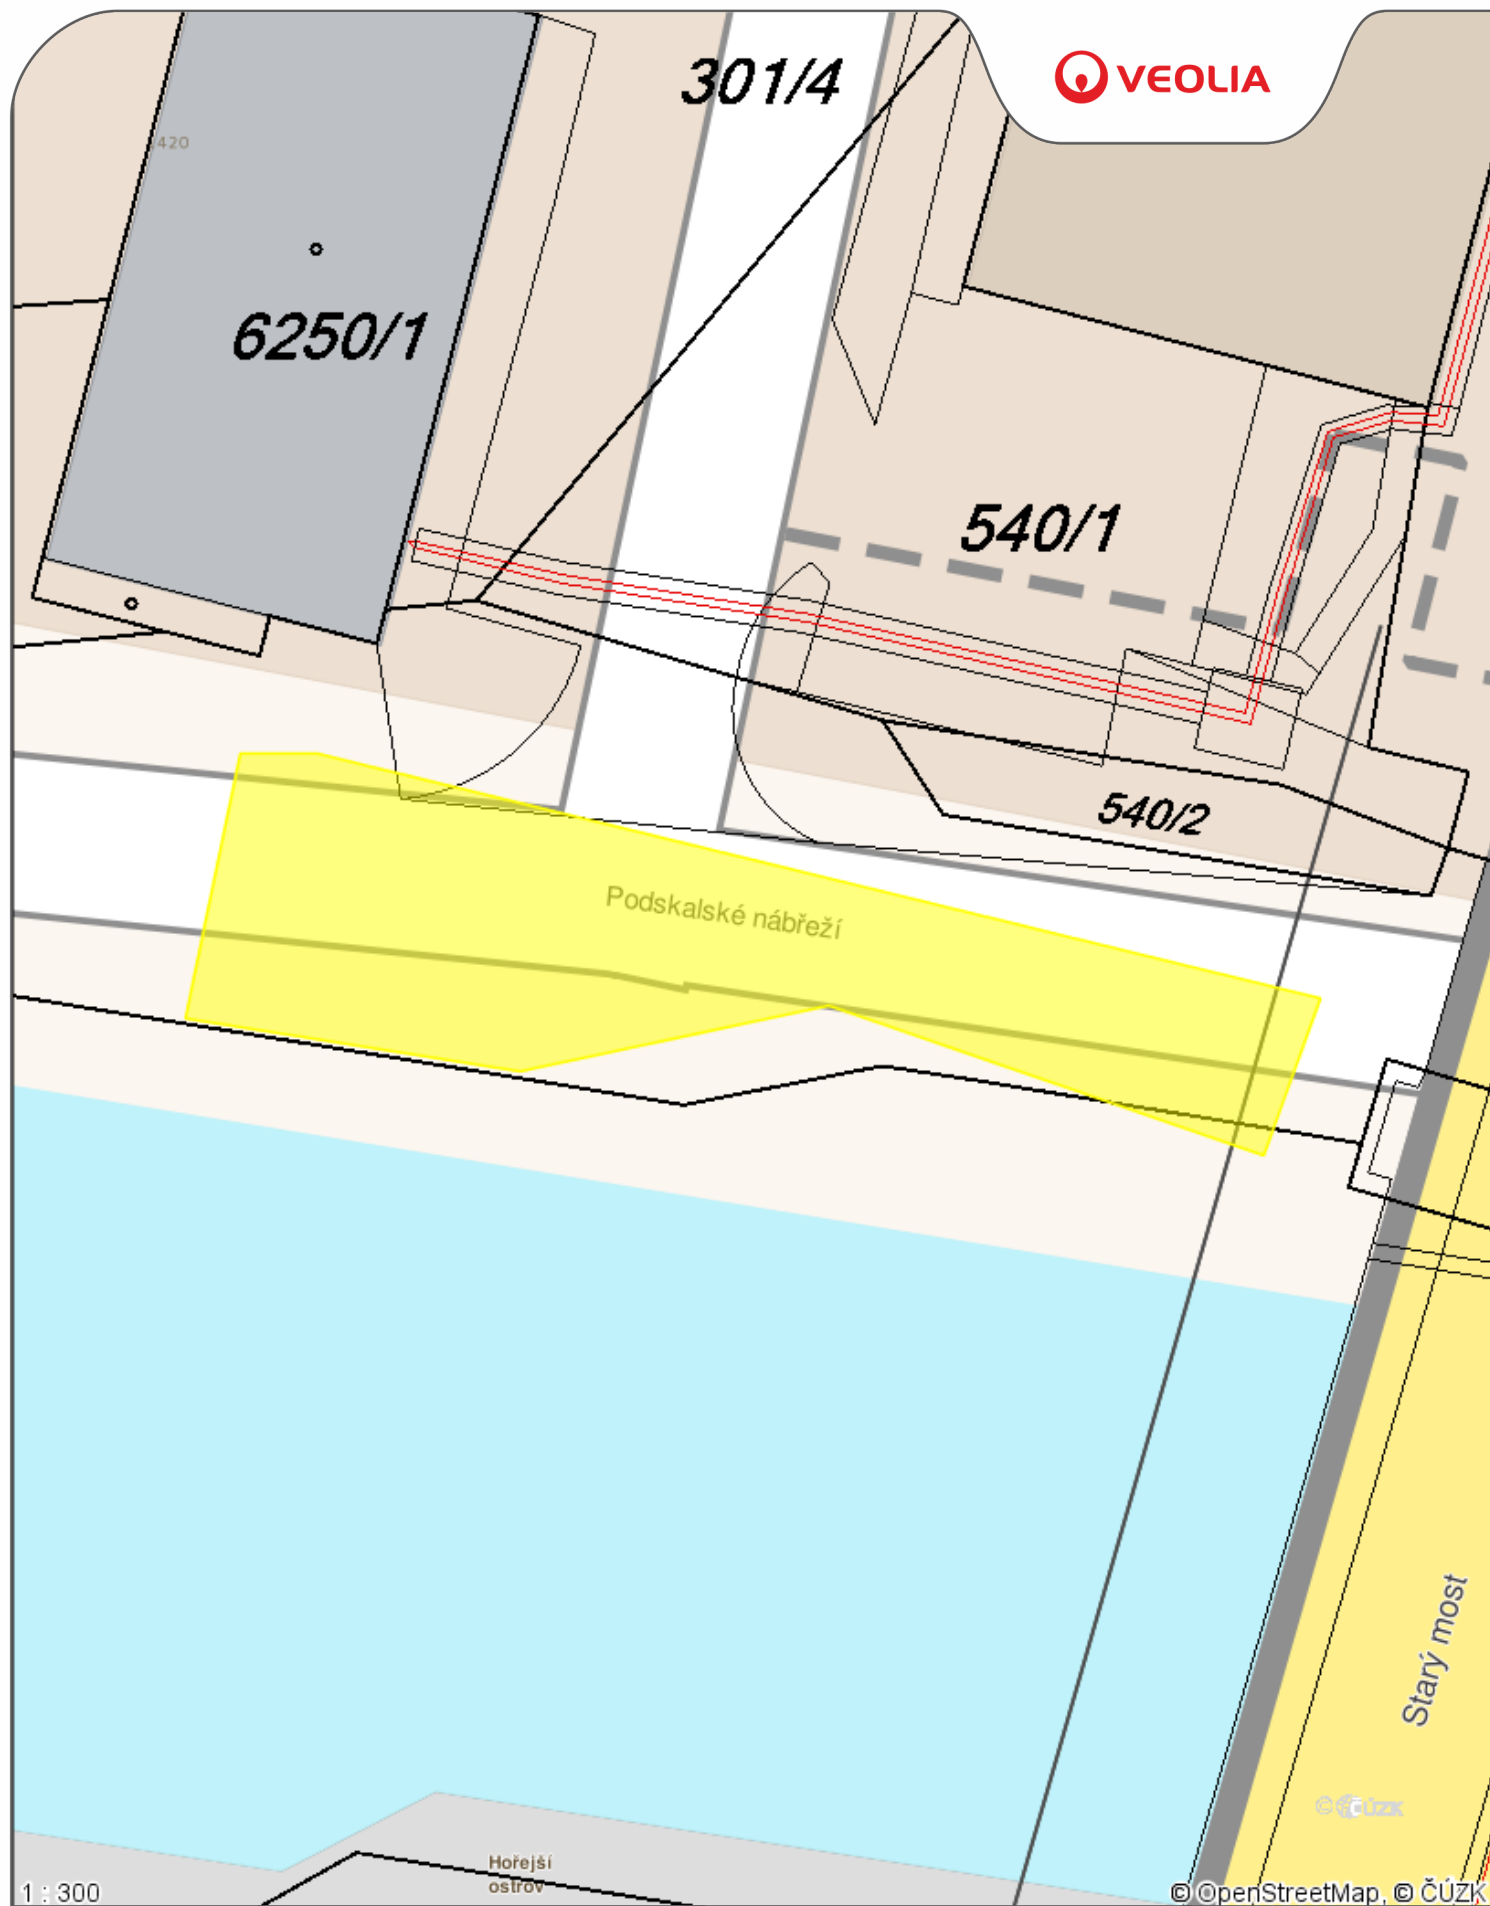 301/4
VEOLIA
420
6250/1
540/1
540/2
Podskalské nábřeží
Starý most
© ČÚZK
Hořejší
ostrov
1 : 300
© OpenStreetMap, © ČÚZK